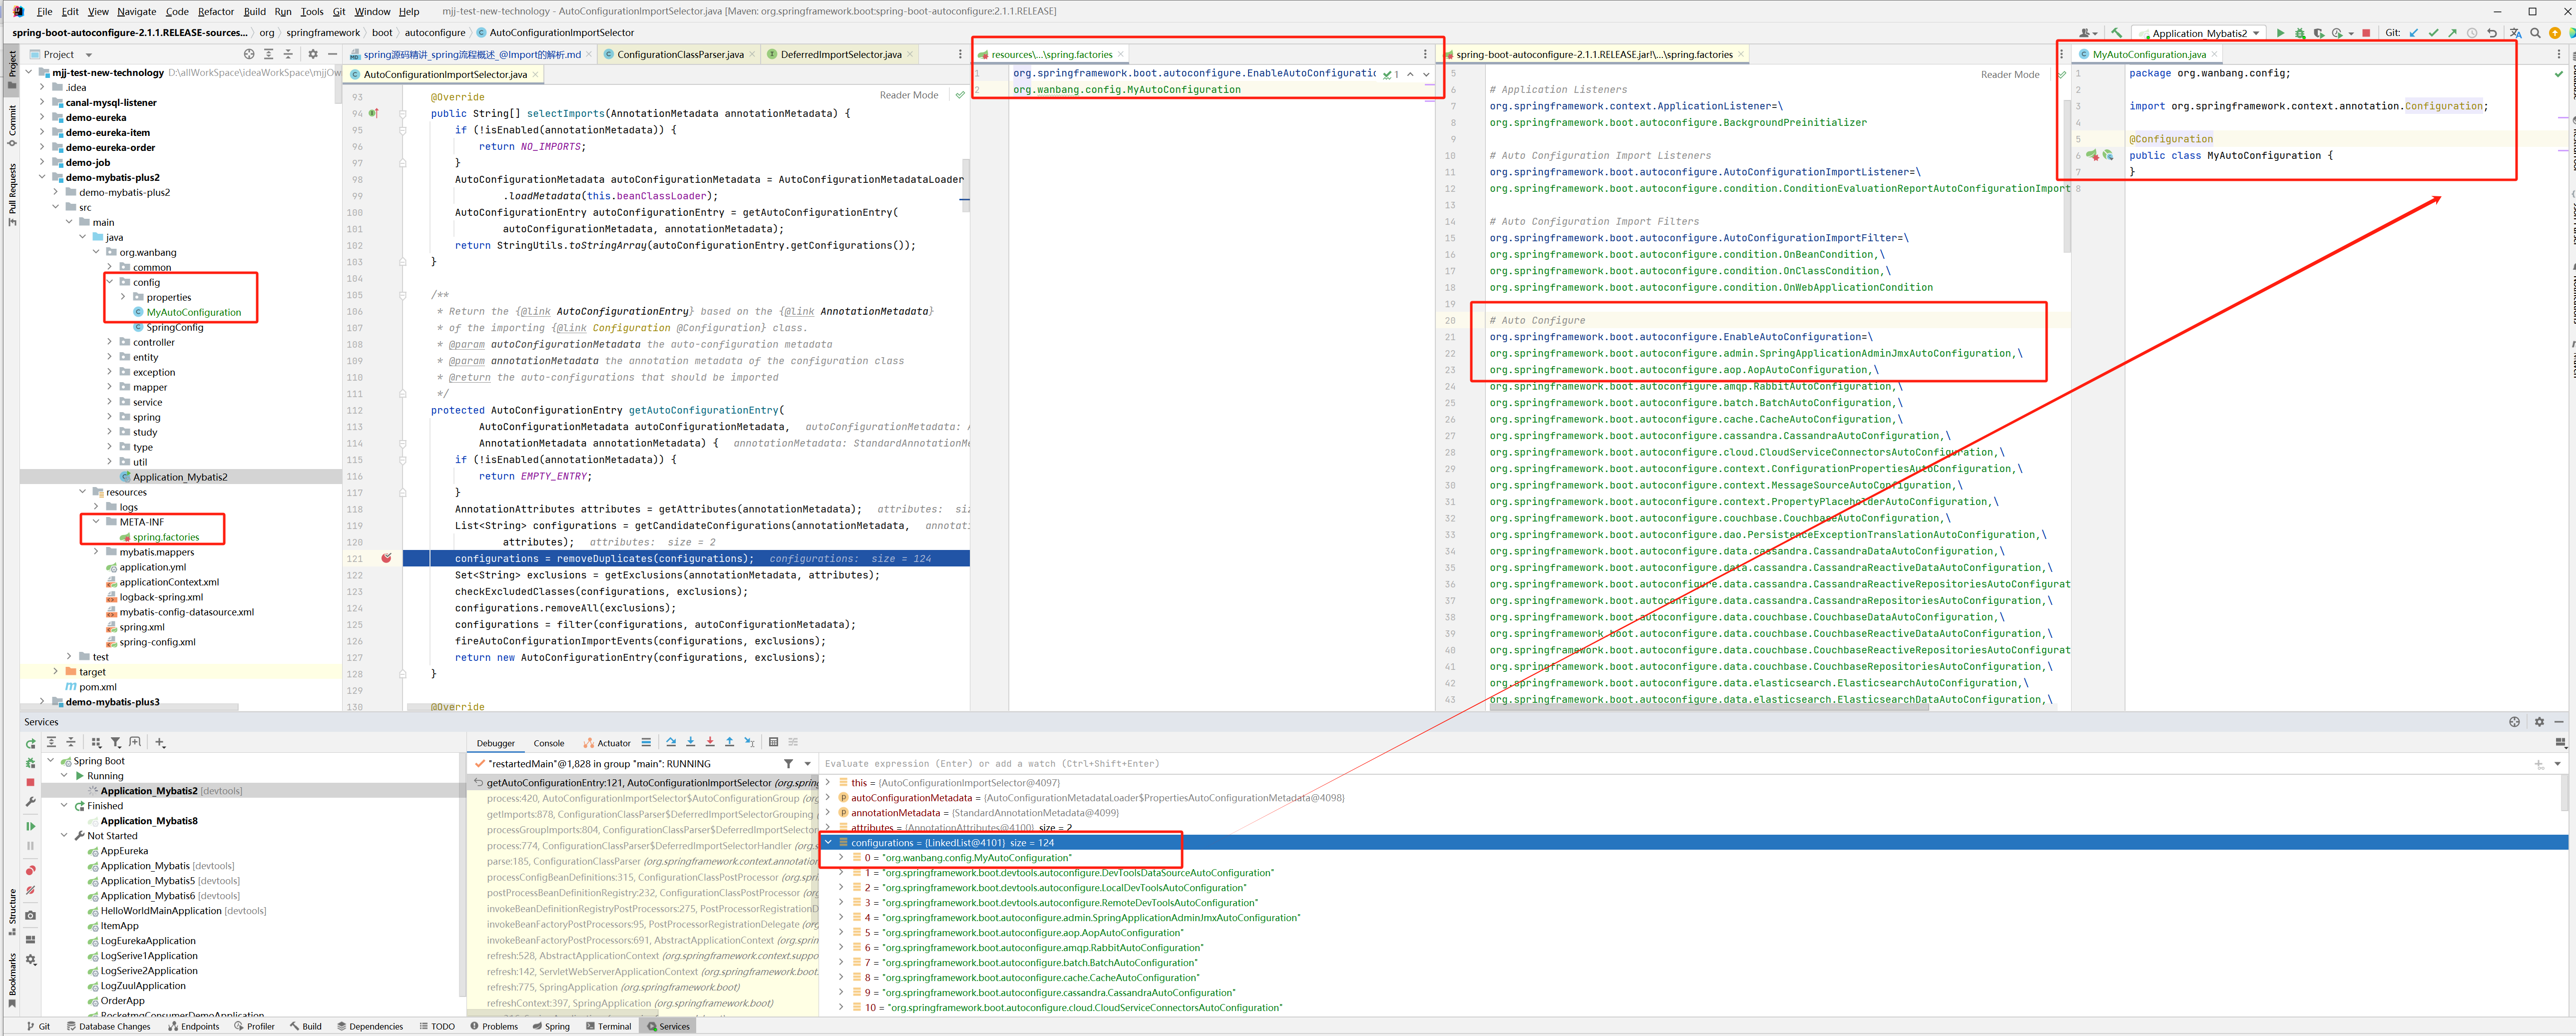 File Edit View Navigate Code Refactor Build Run Tools Git Window Help
mjj-test-new-technology - AutoConfigurationImportSelector.java [Maven: org.springframework.boot:spring-boot-autoconfigure:2.1.1.RELEASE]
spring-boot-autoconfigure-2.1.1.RELEASE-sources... org springframework boot autoconfigure AutoConfigurationImportSelector
Application_Mybatis2
Git:
Project
Commit
Pull Requests
Project
mjj-test-new-technology D:\allWorkSpace\ideaWorkSpace\mjjOw
.idea
canal-mysql-listener
demo-eureka
demo-eureka-item
demo-eureka-order
demo-job
demo-mybatis-plus2
demo-mybatis-plus2
src
main
java
org.wanbang
common
config
properties
MyAutoConfiguration
SpringConfig
controller
entity
exception
mapper
service
spring
study
type
util
Application_Mybatis2
resources
logs
META-INF
spring.factories
mybatis.mappers
application.yml
applicationContext.xml
logback-spring.xml
mybatis-config-datasource.xml
spring.xml
spring-config.xml
test
target
pom.xml
demo-mybatis-plus3
spring源码精讲_spring流程概述_@Import的解析.md
ConfigurationClassParser.java
DeferredImportSelector.java
AutoConfigurationImportSelector.java
Reader Mode
93 @Override
94 public String[] selectImports(AnnotationMetadata annotationMetadata) {
95 if (!isEnabled(annotationMetadata)) {
96 return NO_IMPORTS;
97 }
98 AutoConfigurationMetadata autoConfigurationMetadata = AutoConfigurationMetadataLoader
99 .loadMetadata(this.beanClassLoader);
100 AutoConfigurationEntry autoConfigurationEntry = getAutoConfigurationEntry(
101 autoConfigurationMetadata, annotationMetadata);
102 return StringUtils.toStringArray(autoConfigurationEntry.getConfigurations());
103 }
104
105 /**
106 * Return the {@link AutoConfigurationEntry} based on the {@link AnnotationMetadata}
107 * of the importing {@link Configuration @Configuration} class.
108 * @param autoConfigurationMetadata the auto-configuration metadata
109 * @param annotationMetadata the annotation metadata of the configuration class
110 * @return the auto-configurations that should be imported
111 */
112 protected AutoConfigurationEntry getAutoConfigurationEntry(
113 AutoConfigurationMetadata autoConfigurationMetadata, autoConfigurationMetadata: A
114 AnnotationMetadata annotationMetadata) { annotationMetadata: StandardAnnotationMe
115 if (!isEnabled(annotationMetadata)) {
116 return EMPTY_ENTRY;
117 }
118 AnnotationAttributes attributes = getAttributes(annotationMetadata); attributes: siz
119 List<String> configurations = getCandidateConfigurations(annotationMetadata, annotati
120 attributes); attributes: size = 2
121 configurations = removeDuplicates(configurations); configurations: size = 124
122 Set<String> exclusions = getExclusions(annotationMetadata, attributes);
123 checkExcludedClasses(configurations, exclusions);
124 configurations.removeAll(exclusions);
125 configurations = filter(configurations, autoConfigurationMetadata);
126 fireAutoConfigurationImportEvents(configurations, exclusions);
127 return new AutoConfigurationEntry(configurations, exclusions);
128 }
129
130 @Override
resources\...\spring.factories
1 org.springframework.boot.autoconfigure.EnableAutoConfiguratio 1
2 org.wanbang.config.MyAutoConfiguration
spring-boot-autoconfigure-2.1.1.RELEASE.jar!\...\spring.factories
Reader Mode
5
6 # Application Listeners
7 org.springframework.context.ApplicationListener=\
8 org.springframework.boot.autoconfigure.BackgroundPreinitializer
9
10 # Auto Configuration Import Listeners
11 org.springframework.boot.autoconfigure.AutoConfigurationImportListener=\
12 org.springframework.boot.autoconfigure.condition.ConditionEvaluationReportAutoConfigurationImport
13
14 # Auto Configuration Import Filters
15 org.springframework.boot.autoconfigure.AutoConfigurationImportFilter=\
16 org.springframework.boot.autoconfigure.condition.OnBeanCondition,\
17 org.springframework.boot.autoconfigure.condition.OnClassCondition,\
18 org.springframework.boot.autoconfigure.condition.OnWebApplicationCondition
19
20 # Auto Configure
21 org.springframework.boot.autoconfigure.EnableAutoConfiguration=\
22 org.springframework.boot.autoconfigure.admin.SpringApplicationAdminJmxAutoConfiguration,\
23 org.springframework.boot.autoconfigure.aop.AopAutoConfiguration,\
24 org.springframework.boot.autoconfigure.amqp.RabbitAutoConfiguration,\
25 org.springframework.boot.autoconfigure.batch.BatchAutoConfiguration,\
26 org.springframework.boot.autoconfigure.cache.CacheAutoConfiguration,\
27 org.springframework.boot.autoconfigure.cassandra.CassandraAutoConfiguration,\
28 org.springframework.boot.autoconfigure.cloud.CloudServiceConnectorsAutoConfiguration,\
29 org.springframework.boot.autoconfigure.context.ConfigurationPropertiesAutoConfiguration,\
30 org.springframework.boot.autoconfigure.context.MessageSourceAutoConfiguration,\
31 org.springframework.boot.autoconfigure.context.PropertyPlaceholderAutoConfiguration,\
32 org.springframework.boot.autoconfigure.couchbase.CouchbaseAutoConfiguration,\
33 org.springframework.boot.autoconfigure.dao.PersistenceExceptionTranslationAutoConfiguration,\
34 org.springframework.boot.autoconfigure.data.cassandra.CassandraDataAutoConfiguration,\
35 org.springframework.boot.autoconfigure.data.cassandra.CassandraReactiveDataAutoConfiguration,\
36 org.springframework.boot.autoconfigure.data.cassandra.CassandraReactiveRepositoriesAutoConfigurat
37 org.springframework.boot.autoconfigure.data.cassandra.CassandraRepositoriesAutoConfiguration,\
38 org.springframework.boot.autoconfigure.data.couchbase.CouchbaseDataAutoConfiguration,\
39 org.springframework.boot.autoconfigure.data.couchbase.CouchbaseReactiveDataAutoConfiguration,\
40 org.springframework.boot.autoconfigure.data.couchbase.CouchbaseReactiveRepositoriesAutoConfigurat
41 org.springframework.boot.autoconfigure.data.couchbase.CouchbaseRepositoriesAutoConfiguration,\
42 org.springframework.boot.autoconfigure.data.elasticsearch.ElasticsearchAutoConfiguration,\
43 org.springframework.boot.autoconfigure.data.elasticsearch.ElasticsearchDataAutoConfiguration,\
MyAutoConfiguration.java
1 package org.wanbang.config;
2
3 import org.springframework.context.annotation.Configuration;
4
5 @Configuration
6 public class MyAutoConfiguration {
7 }
8
Services
Spring Boot
Running
Application_Mybatis2 [devtools]
Finished
Application_Mybatis8
Not Started
AppEureka
Application_Mybatis [devtools]
Application_Mybatis5 [devtools]
Application_Mybatis6 [devtools]
HelloWorldMainApplication [devtools]
ItemApp
LogEurekaApplication
LogSerive1Application
LogSerive2Application
LogZuulApplication
OrderApp
RocketmqConsumerDemoApplication
Structure
Bookmarks
Debugger Console Actuator
"restartedMain"@1,828 in group "main": RUNNING
getAutoConfigurationEntry:121, AutoConfigurationImportSelector (org.spring
process:420, AutoConfigurationImportSelector$AutoConfigurationGroup (org
getImports:878, ConfigurationClassParser$DeferredImportSelectorGrouping (
processGroupImports:804, ConfigurationClassParser$DeferredImportSelector
process:774, ConfigurationClassParser$DeferredImportSelectorHandler (org.s
parse:185, ConfigurationClassParser (org.springframework.context.annotation
processConfigBeanDefinitions:315, ConfigurationClassPostProcessor (org.sp
postProcessBeanDefinitionRegistry:232, ConfigurationClassPostProcessor (org
invokeBeanDefinitionRegistryPostProcessors:275, PostProcessorRegistrationD
invokeBeanFactoryPostProcessors:95, PostProcessorRegistrationDelegate (org
invokeBeanFactoryPostProcessors:691, AbstractApplicationContext (org.sprin
refresh:528, AbstractApplicationContext (org.springframework.context.suppo
refresh:142, ServletWebServerApplicationContext (org.springframework.boot.
refresh:775, SpringApplication (org.springframework.boot)
refreshContext:397, SpringApplication (org.springframework.boot)
Evaluate expression (Enter) or add a watch (Ctrl+Shift+Enter)
this = {AutoConfigurationImportSelector@4097}
autoConfigurationMetadata = {AutoConfigurationMetadataLoader$PropertiesAutoConfigurationMetadata@4098}
annotationMetadata = {StandardAnnotationMetadata@4099}
attributes = {AnnotationAttributes@4100} size = 2
configurations = {LinkedList@4101} size = 124
0 = "org.wanbang.config.MyAutoConfiguration"
1 = "org.springframework.boot.devtools.autoconfigure.DevToolsDataSourceAutoConfiguration"
2 = "org.springframework.boot.devtools.autoconfigure.LocalDevToolsAutoConfiguration"
3 = "org.springframework.boot.devtools.autoconfigure.RemoteDevToolsAutoConfiguration"
4 = "org.springframework.boot.autoconfigure.admin.SpringApplicationAdminJmxAutoConfiguration"
5 = "org.springframework.boot.autoconfigure.aop.AopAutoConfiguration"
6 = "org.springframework.boot.autoconfigure.amqp.RabbitAutoConfiguration"
7 = "org.springframework.boot.autoconfigure.batch.BatchAutoConfiguration"
8 = "org.springframework.boot.autoconfigure.cache.CacheAutoConfiguration"
9 = "org.springframework.boot.autoconfigure.cassandra.CassandraAutoConfiguration"
10 = "org.springframework.boot.autoconfigure.cloud.CloudServiceConnectorsAutoConfiguration"
Git Database Changes Endpoints Profiler Build Dependencies TODO Problems Spring Terminal Services